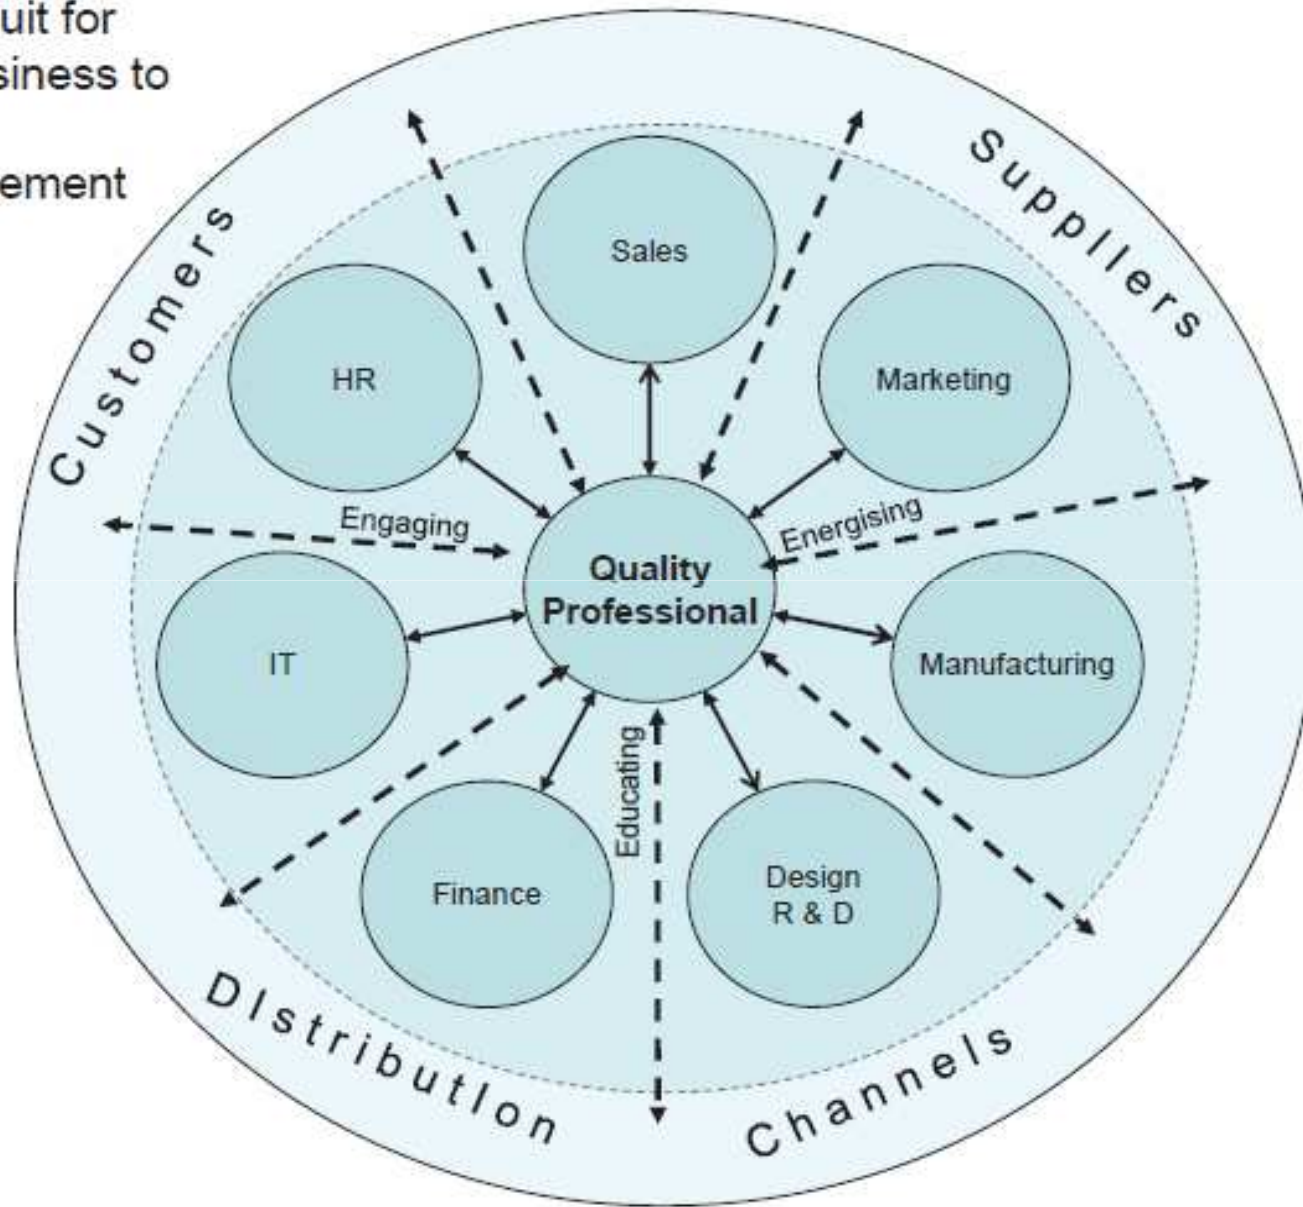 uit for
siness to
ement
Customers
Suppliers
Sales
HR
Marketing
Engaging
Energising
Quality
Professional
IT
Manufacturing
Educating
Finance
Design
R & D
DIstributIon
Channels